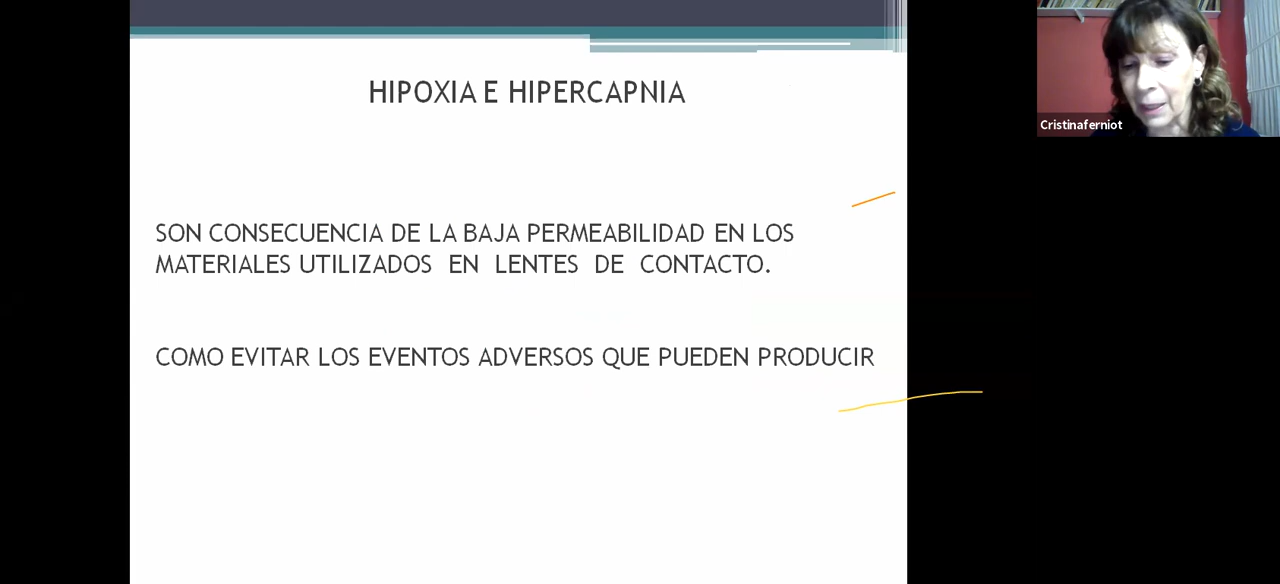 HIPOXIA E HIPERCAPNIA
Cristinaferniot
SON CONSECUENCIA DE LA BAJA PERMEABILIDAD EN LOS
MATERIALES UTILIZADOS EN LENTES DE CONTACTO.
COMO EVITAR LOS EVENTOS ADVERSOS QUE PUEDEN PRODUCIR